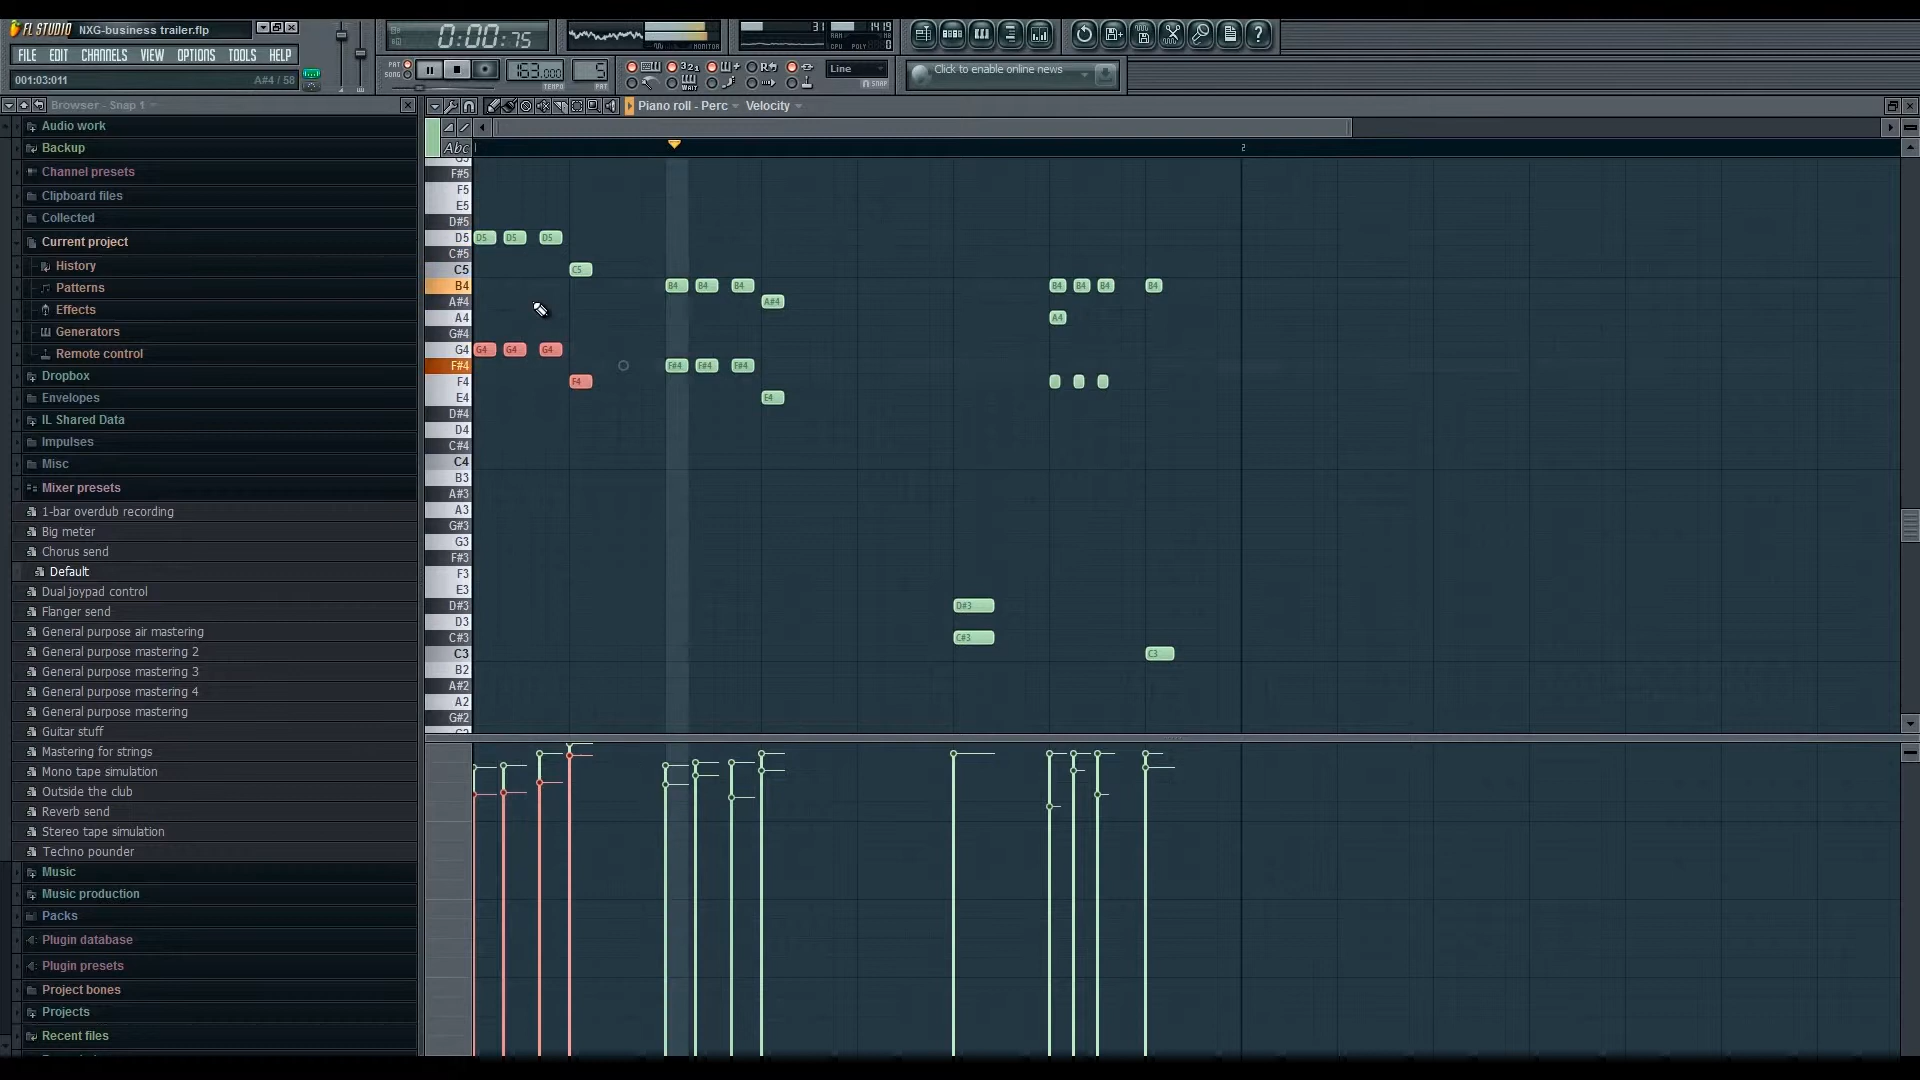 FL STUDIO NXG-business trailer.flp
FILE EDIT CHANNELS VIEW OPTIONS TOOLS HELP
001:03:011 A#4 / 58
0:00:75
MONITOR
31
1419
RAM
CPU POLY
0
PAT
SONG
163.000
TEMPO
5
PAT
321
WAIT
Line
SNAP
Click to enable online news
Browser - Snap 1
Piano roll - Perc Velocity
Audio work
Backup
Channel presets
Clipboard files
Collected
Current project
History
Patterns
Effects
Generators
Remote control
Dropbox
Envelopes
IL Shared Data
Impulses
Misc
Mixer presets
1-bar overdub recording
Big meter
Chorus send
Default
Dual joypad control
Flanger send
General purpose air mastering
General purpose mastering 2
General purpose mastering 3
General purpose mastering 4
General purpose mastering
Guitar stuff
Mastering for strings
Mono tape simulation
Outside the club
Reverb send
Stereo tape simulation
Techno pounder
Music
Music production
Packs
Plugin database
Plugin presets
Project bones
Projects
Recent files
Abc
2
F#5
F5
E5
D#5
D5 D5 D5 D5
C#5
C5 C5
B4 B4 B4 B4 B4 B4 B4 B4
A#4 A#4
A4 A4
G#4
G4 G4 G4 G4
F#4 F#4 F#4 F#4
F4 F4
E4 E4
D#4
D4
C#4
C4
B3
A#3
A3
G#3
G3
F#3
F3
E3
D#3 D#3
D3
C#3 C#3
C3 C3
B2
A#2
A2
G#2